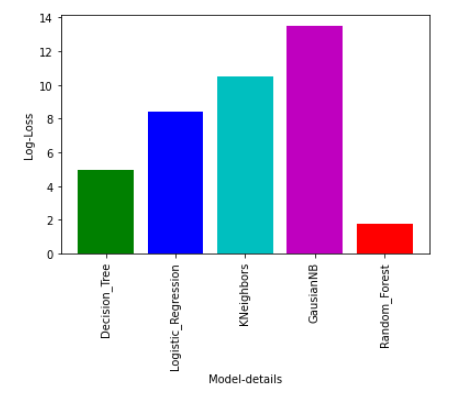 14
12
10
8
6
4
2
0
Log-Loss
Decision_Tree
Logistic_Regression
KNeighbors
GausianNB
Random_Forest
Model-details